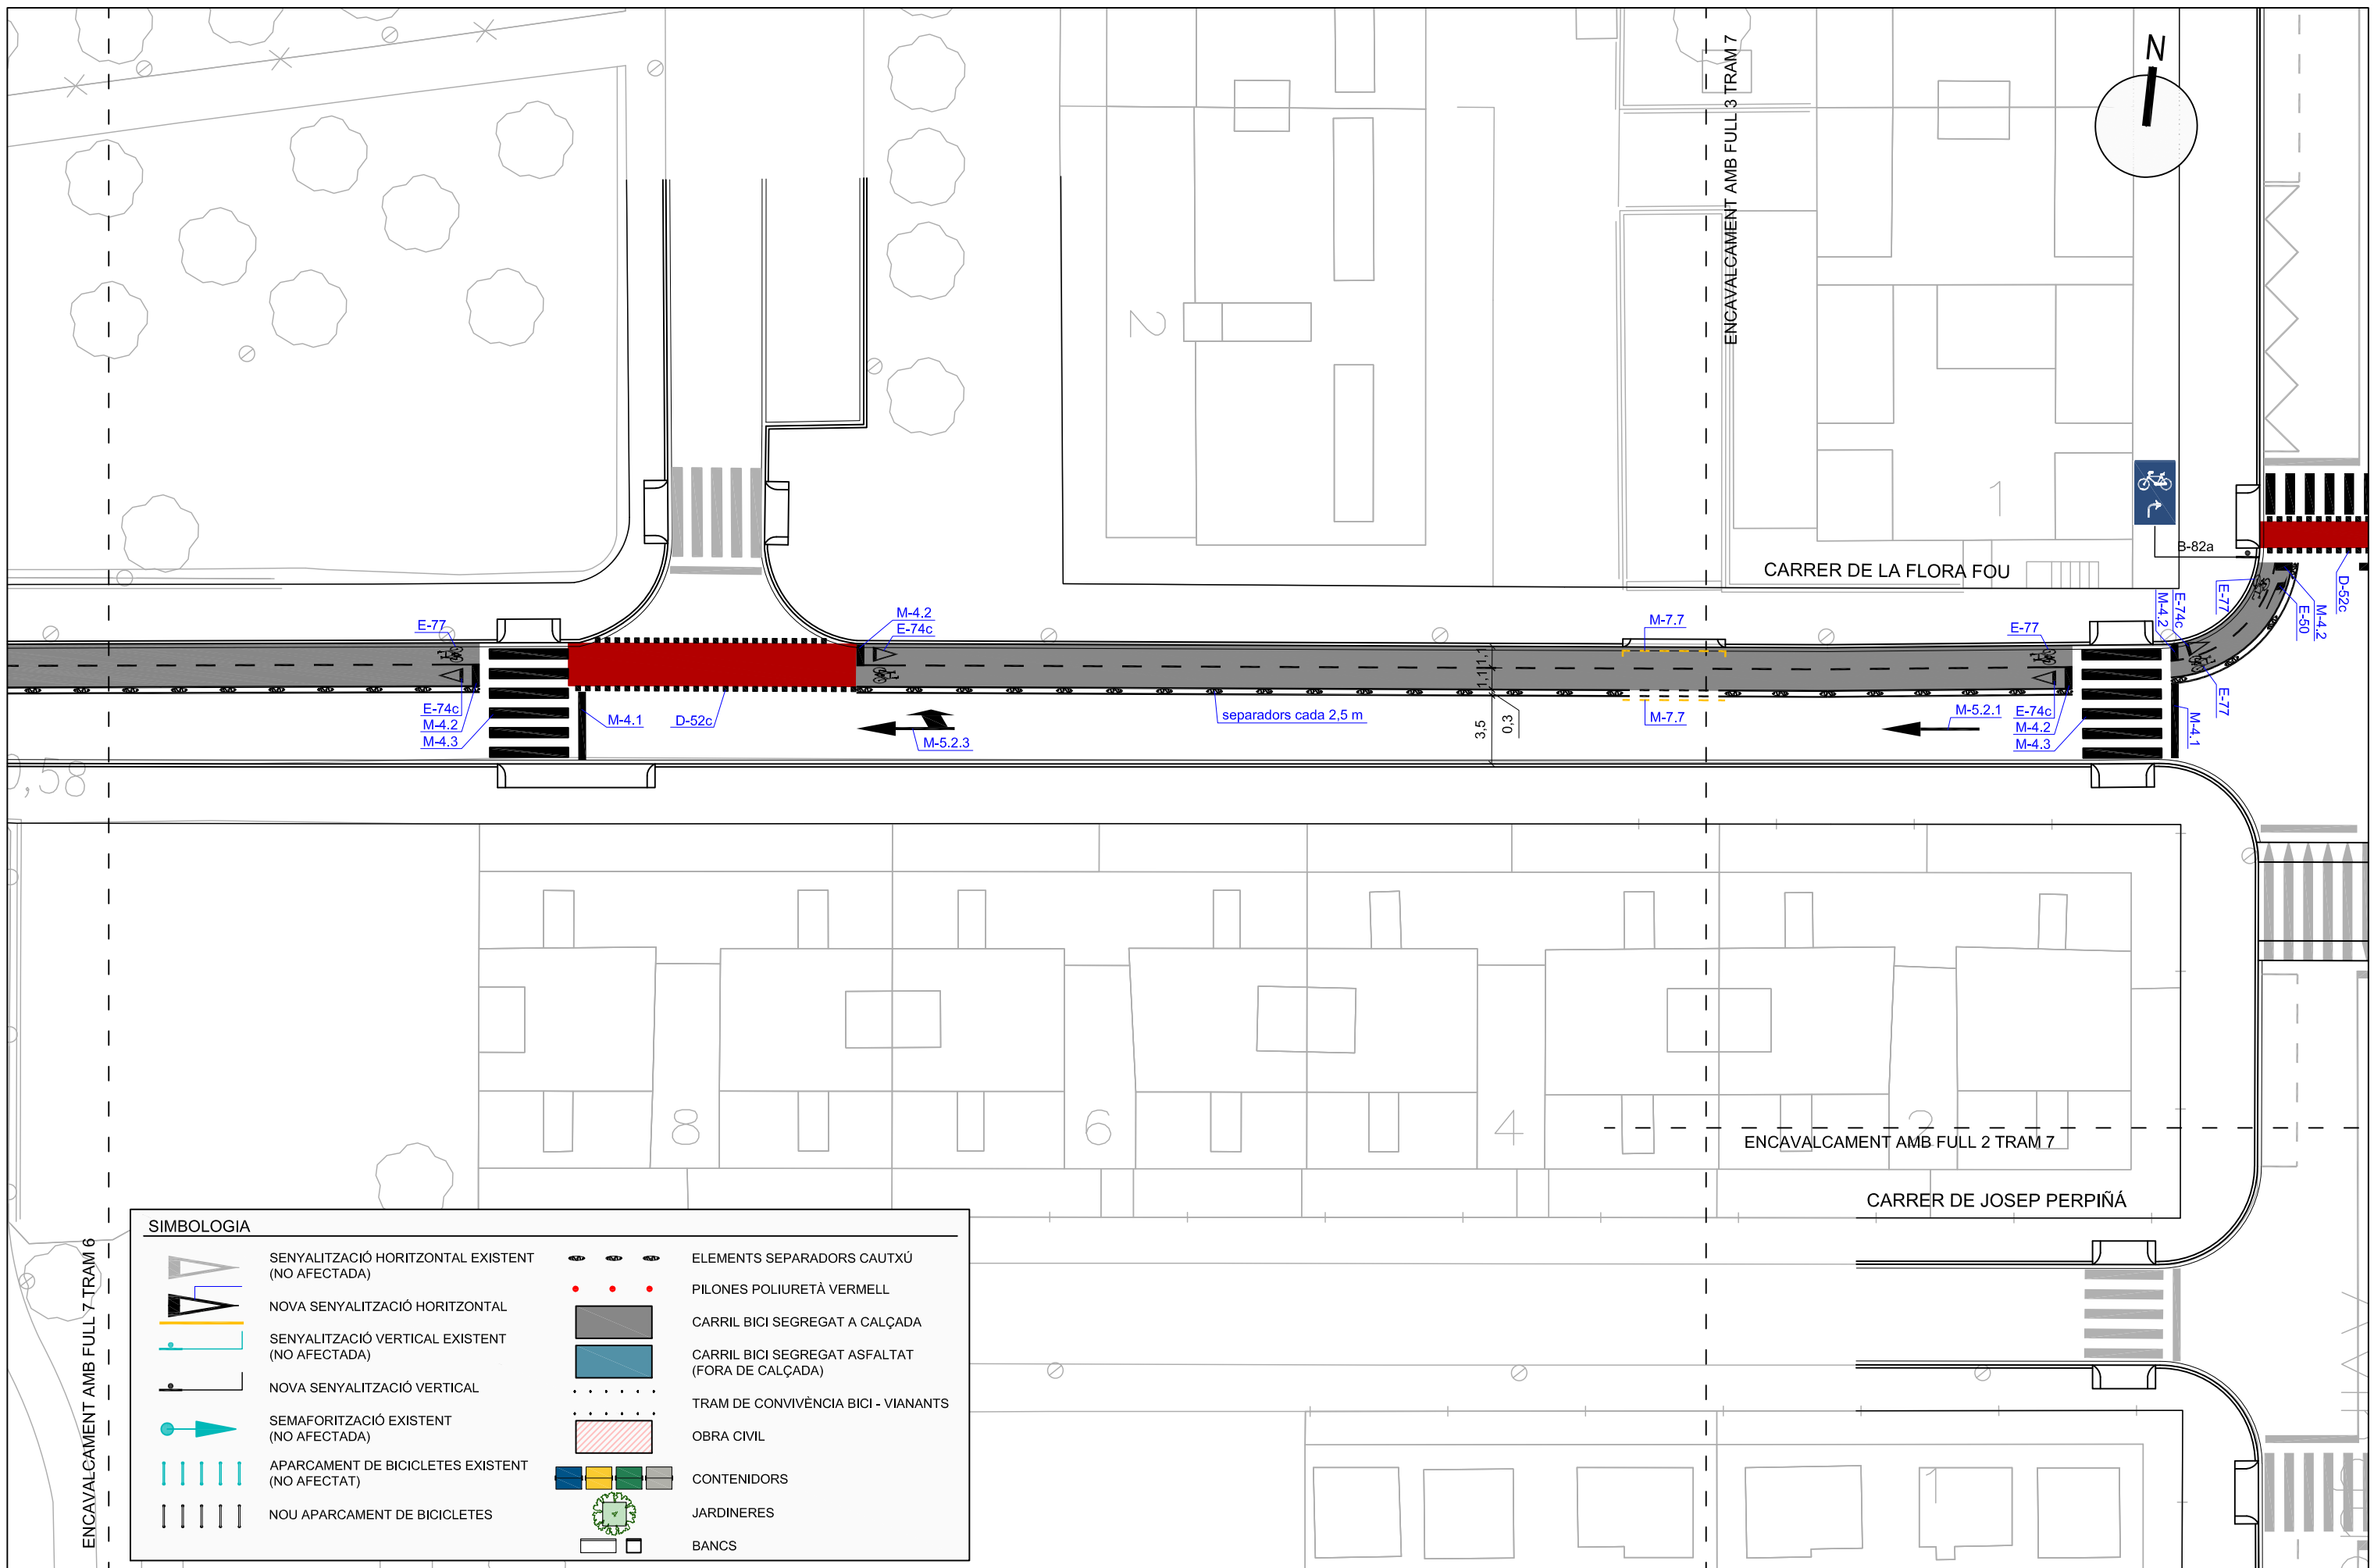 N
ENCAVALCAMENT AMB FULL 3 TRAM 7
2
1
B-82a
CARRER DE LA FLORA FOU
D-52c
M-4.2
E-50
E-77
E-74c
M-4.2
E-77
M-4.2
E-74c
M-7.7
E-77
E-77
1,1
1,1
E-74c
M-4.2
M-4.3
M-4.1
D-52c
M-5.2.3
separadors cada 2,5 m
3,5
0,3
M-7.7
M-5.2.1
E-74c
M-4.2
M-4.3
M-4.1
0,58
8
6
4
2
ENCAVALCAMENT AMB FULL 2 TRAM 7
CARRER DE JOSEP PERPIÑÁ
1
ENCAVALCAMENT AMB FULL 7 TRAM 6
SIMBOLOGIA
SENYALITZACIÓ HORITZONTAL EXISTENT
(NO AFECTADA)
NOVA SENYALITZACIÓ HORITZONTAL
SENYALITZACIÓ VERTICAL EXISTENT
(NO AFECTADA)
NOVA SENYALITZACIÓ VERTICAL
SEMAFORITZACIÓ EXISTENT
(NO AFECTADA)
APARCAMENT DE BICICLETES EXISTENT
(NO AFECTAT)
NOU APARCAMENT DE BICICLETES
ELEMENTS SEPARADORS CAUTXÚ
PILONES POLIURETÀ VERMELL
CARRIL BICI SEGREGAT A CALÇADA
CARRIL BICI SEGREGAT ASFALTAT
(FORA DE CALÇADA)
TRAM DE CONVIVÈNCIA BICI - VIANANTS
OBRA CIVIL
CONTENIDORS
JARDINERES
BANCS